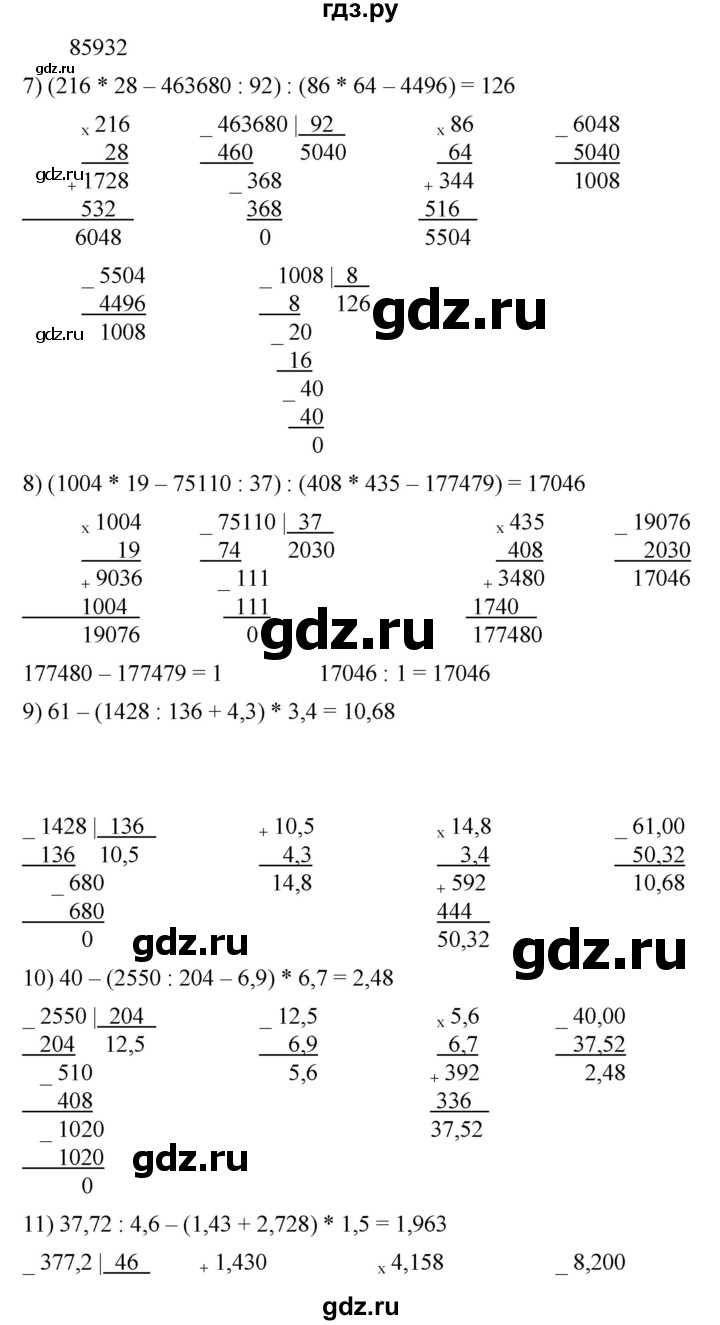 гдз.ру
85932
gdz.ru
7) (216 * 28 – 463680 : 92) : (86 * 64 – 4496) = 126
x 216 _ 463680 | 92 x 86 _ 6048
28 460 5040 64 5040
gdz.ru + 1728 _ 368 + 344 1008
532 368 516
6048 0 5504
_ 5504 _ 1008 | 8
4496 8 126
gdz.ru 1008 _ 20 gdz.ru
16
_ 40
40
0
8) (1004 * 19 – 75110 : 37) : (408 * 435 – 177479) = 17046
x 1004 _ 75110 | 37 x 435 _ 19076
19 74 2030 408 2030
+ 9036 _ 111 + 3480 17046
1004 111 1740
19076 0 gdz.ru 177480
177480 – 177479 = 1 17046 : 1 = 17046
9) 61 – (1428 : 136 + 4,3) * 3,4 = 10,68
_ 1428 | 136 + 10,5 x 14,8 _ 61,00
136 10,5 4,3 3,4 50,32
_ 680 14,8 + 592 10,68
680 444
0 gdz.ru 50,32 gdz.ru
10) 40 – (2550 : 204 – 6,9) * 6,7 = 2,48
_ 2550 | 204 _ 12,5 x 5,6 _ 40,00
204 12,5 6,9 6,7 37,52
_ 510 5,6 + 392 2,48
408 336
_ 1020 37,52
1020 gdz.ru
0
11) 37,72 : 4,6 – (1,43 + 2,728) * 1,5 = 1,963
_ 377,2 | 46 + 1,430 x 4,158 _ 8,200
gdz.ru